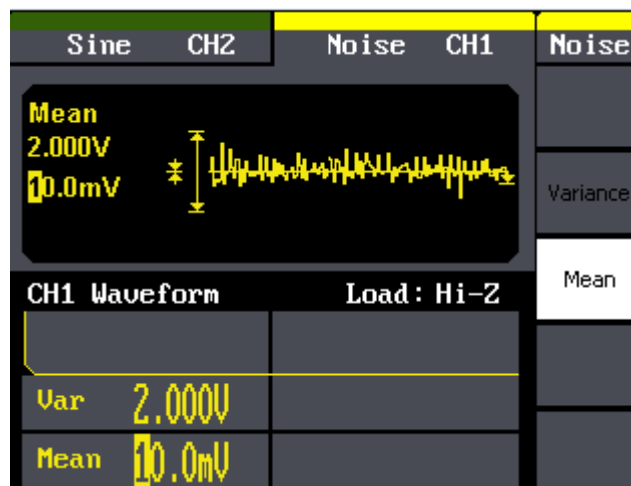 Sine CH2 Noise CH1 Noise
Mean
2.000V
10.0mV
Variance
Mean
CH1 Waveform Load: Hi-Z
Var 2.000V
Mean 10.0mV